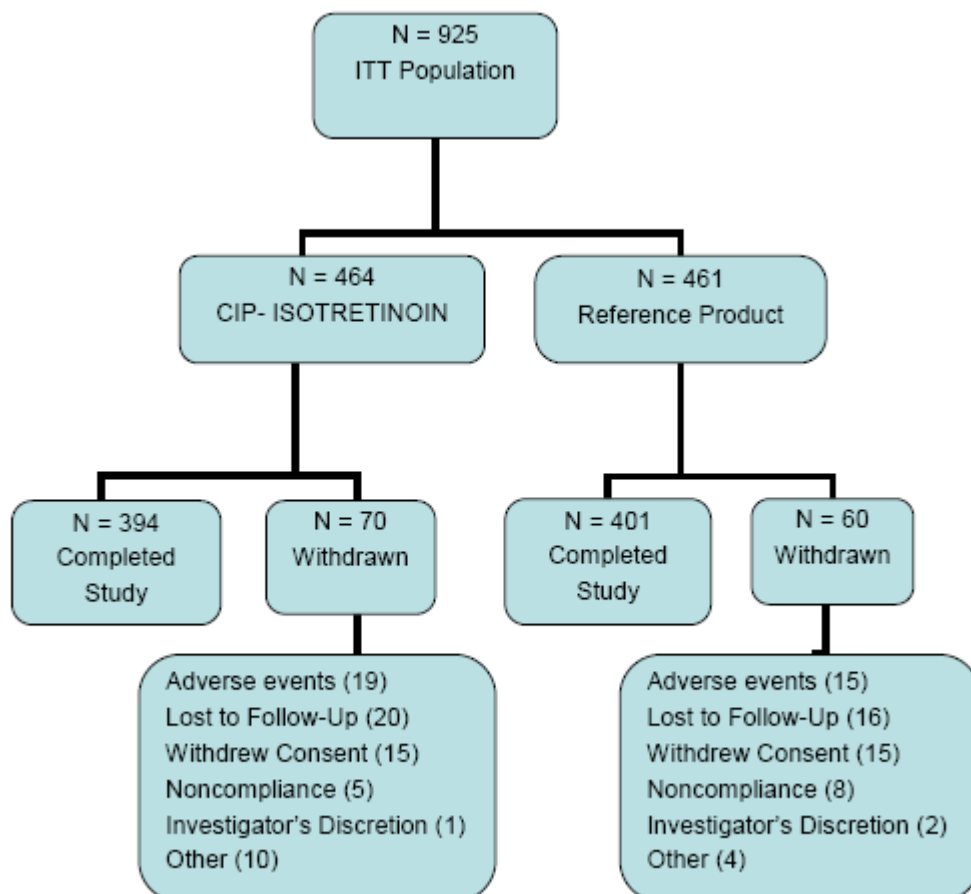 N = 925
ITT Population
N = 464
CIP- ISOTRETINOIN
N = 461
Reference Product
N = 394
Completed
Study
N = 70
Withdrawn
N = 401
Completed
Study
N = 60
Withdrawn
Adverse events (19)
Lost to Follow-Up (20)
Withdrew Consent (15)
Noncompliance (5)
Investigator's Discretion (1)
Other (10)
Adverse events (15)
Lost to Follow-Up (16)
Withdrew Consent (15)
Noncompliance (8)
Investigator's Discretion (2)
Other (4)